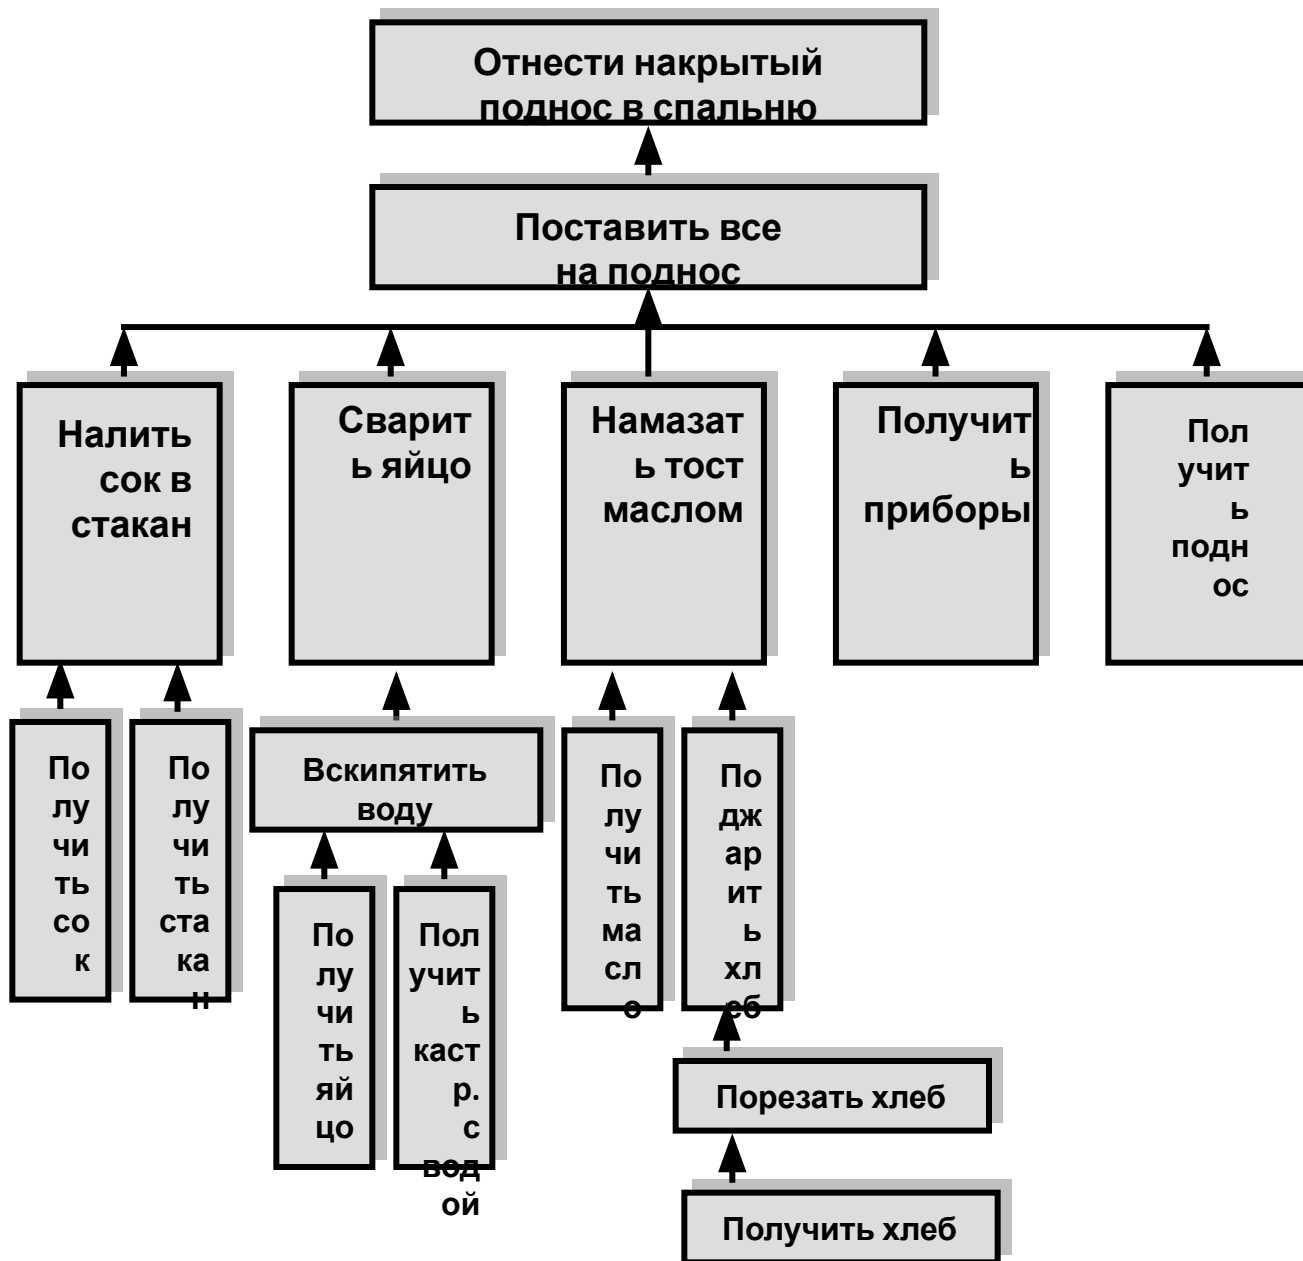 Отнести накрытый
поднос в спальню
Поставить все
на поднос
Налить
сок в
стакан
Сварит
ь яйцо
Намазат
ь тост
маслом
Получит
ь
приборы
Пол
учит
ь
подн
ос
По
лу
чи
ть
со
к
По
лу
чи
ть
ста
ка
н
Вскипятить
воду
По
лу
чи
ть
яй
цо
Пол
учит
ь
каст
р.
с
вод
ой
По
лу
чи
ть
ма
сл
о
По
дж
ар
ит
ь
хл
еб
Порезать хлеб
Получить хлеб